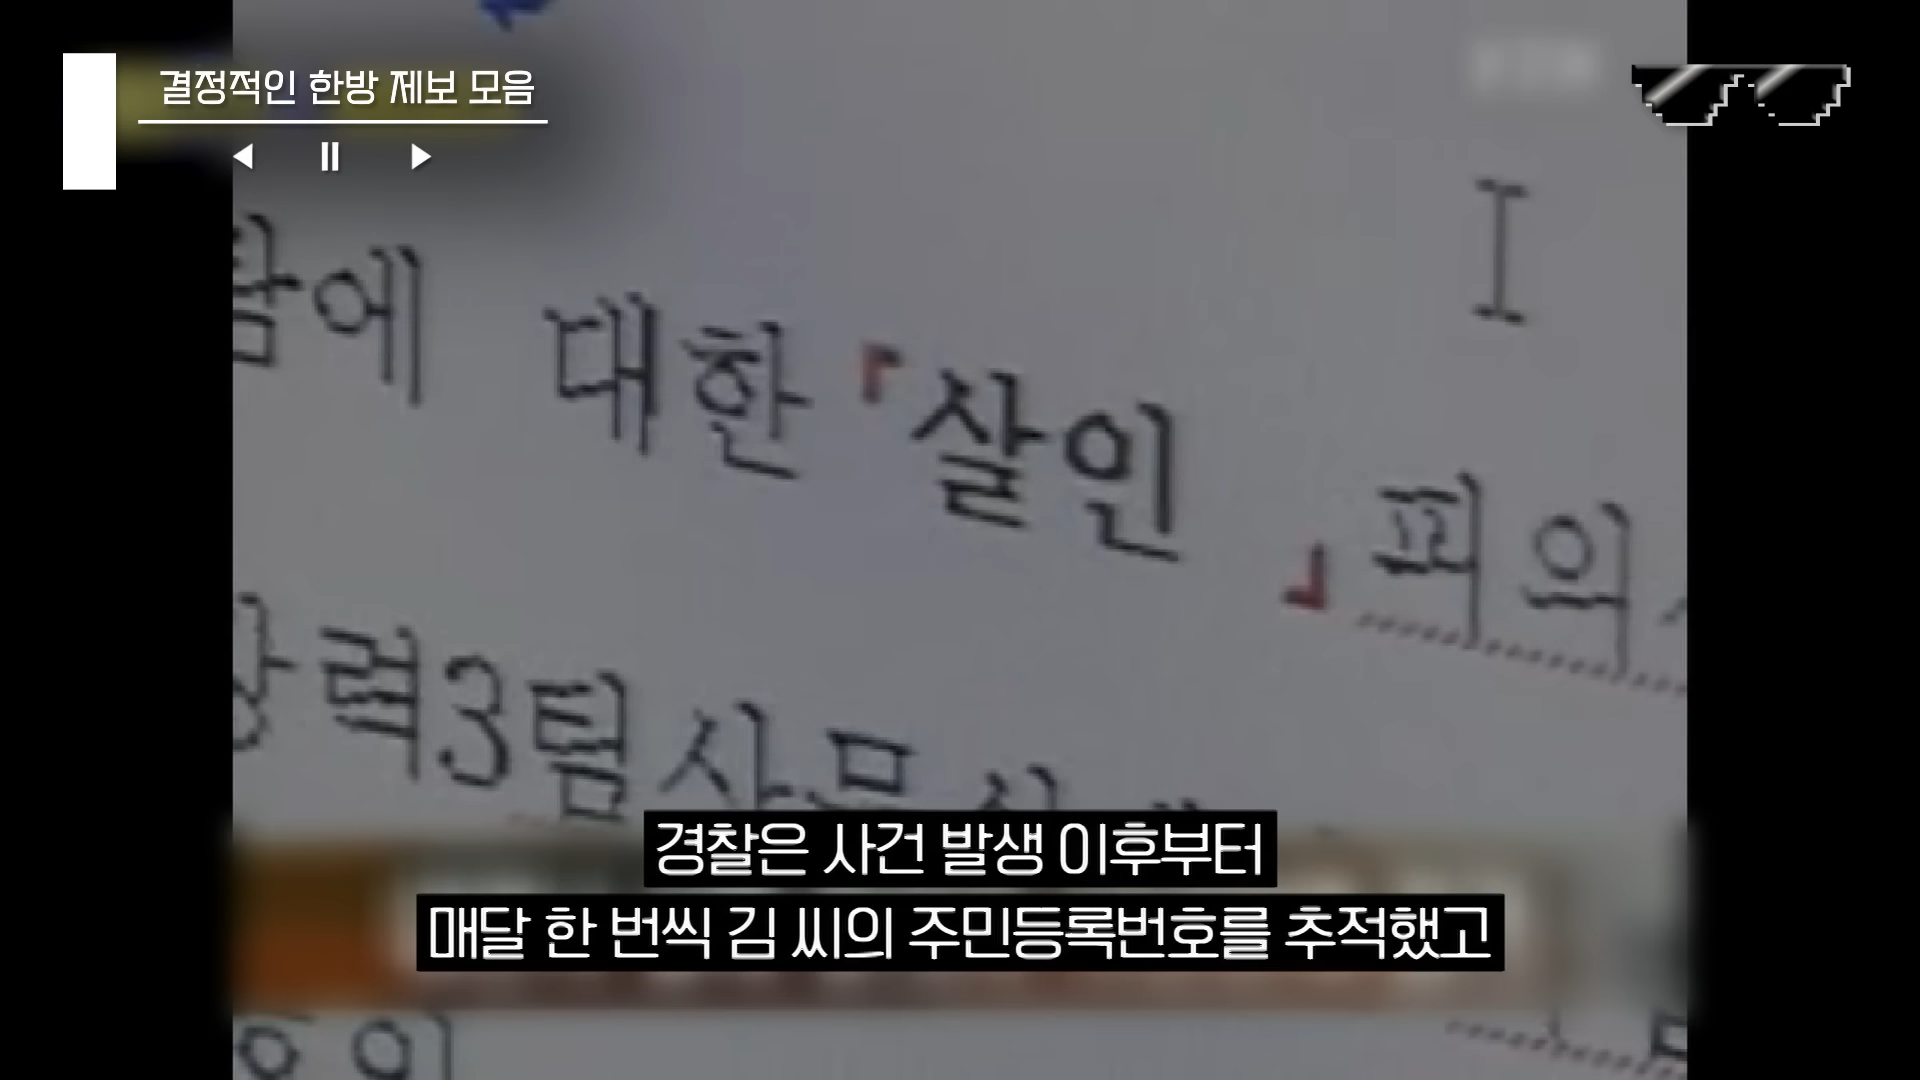 결정적인 한방 제보 모음
에 대한 「살인 」 피의
력3팀사무
경찰은 사건 발생 이후부터
매달 한 번씩 김 씨의 주민등록번호를 추적했고